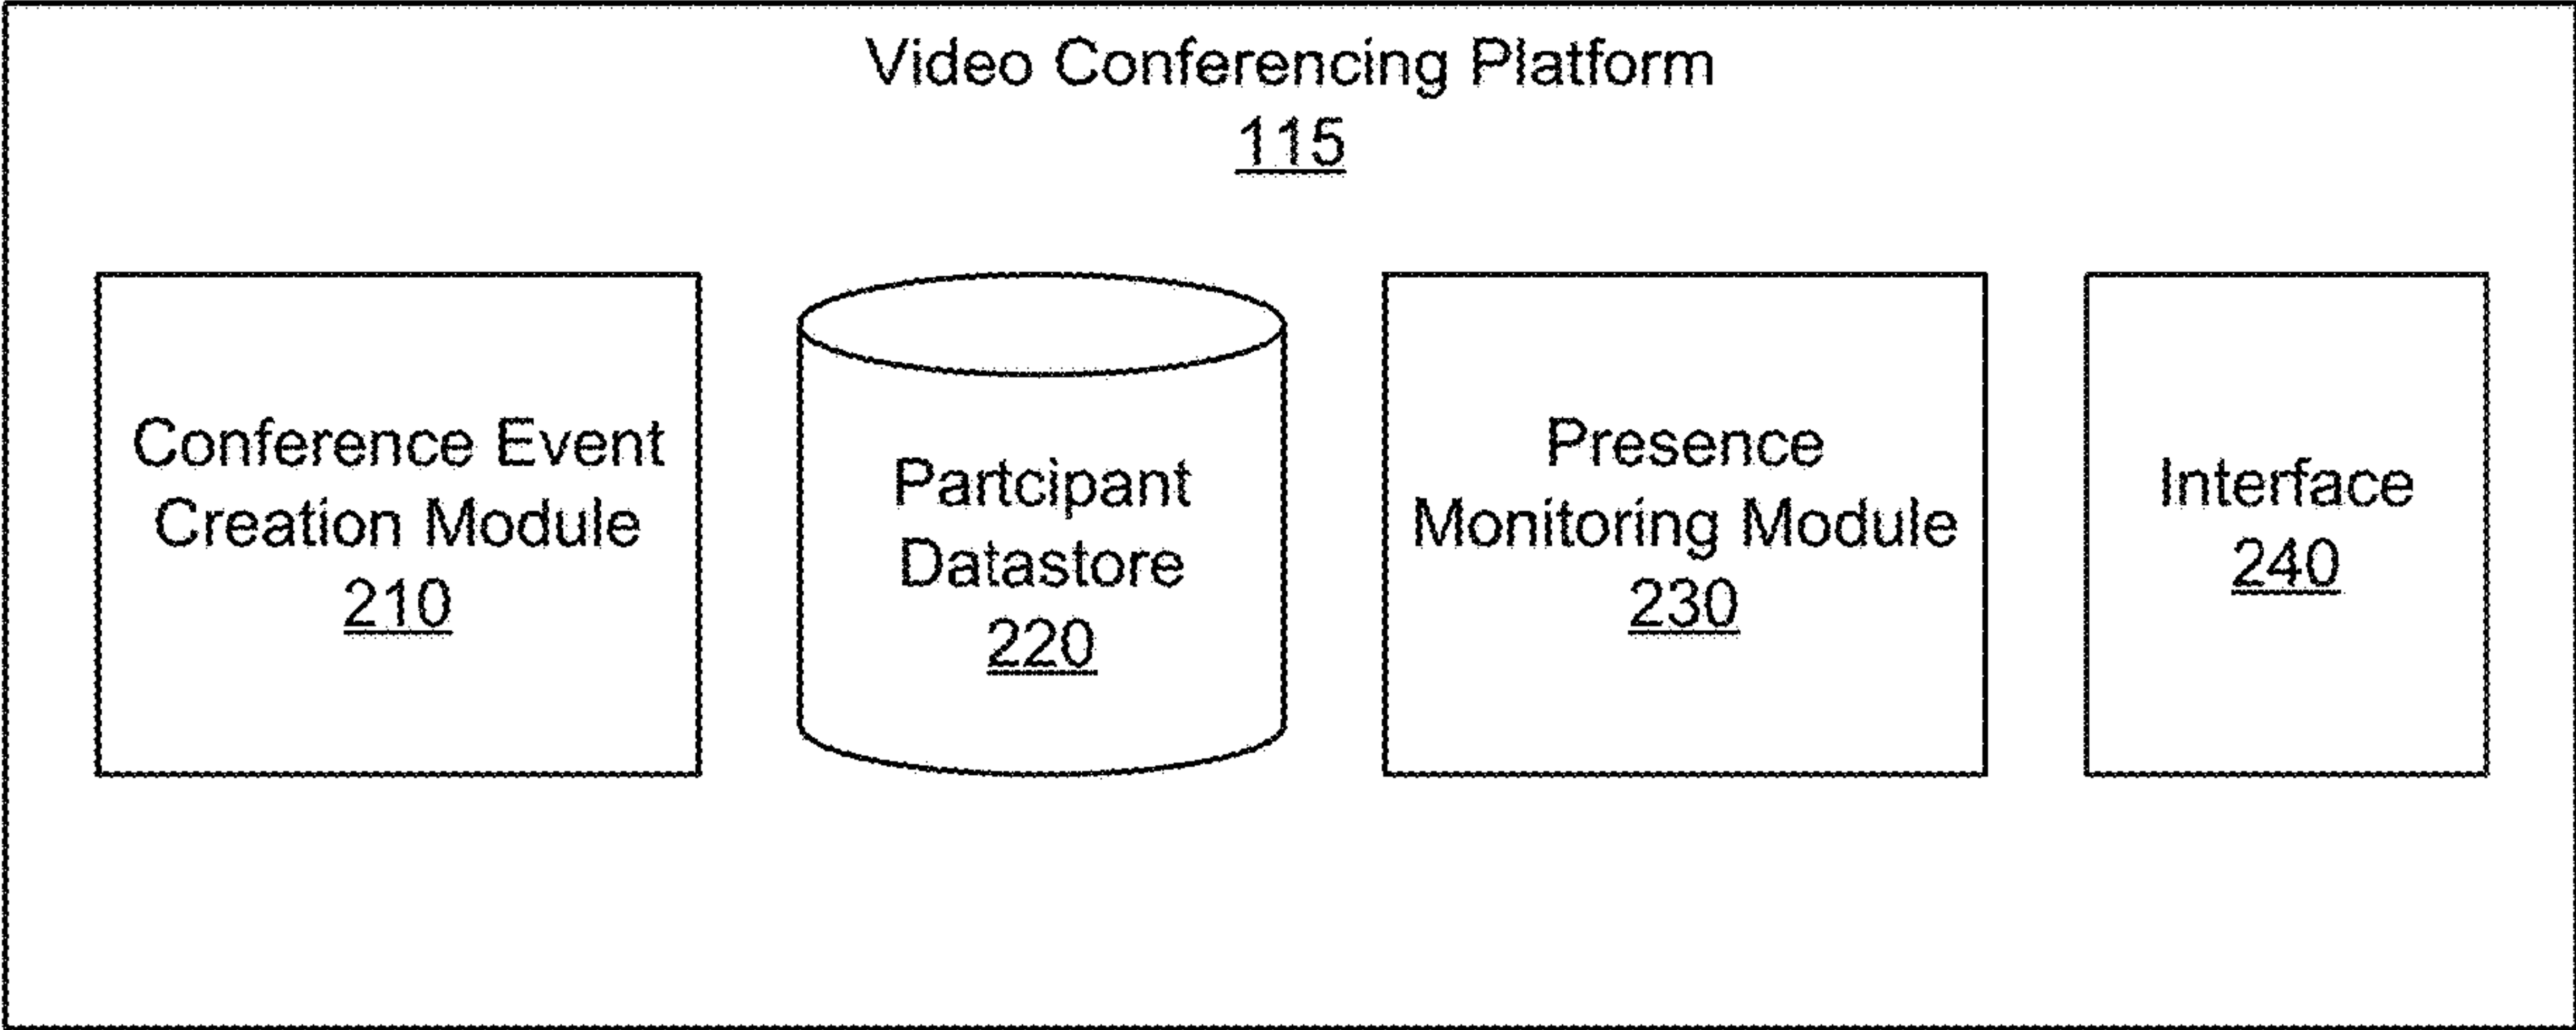 Video Conferencing Platform
115
Conference Event
Creation Module
210
Partcipant
Datastore
220
Presence
Monitoring Module
230
Interface
240